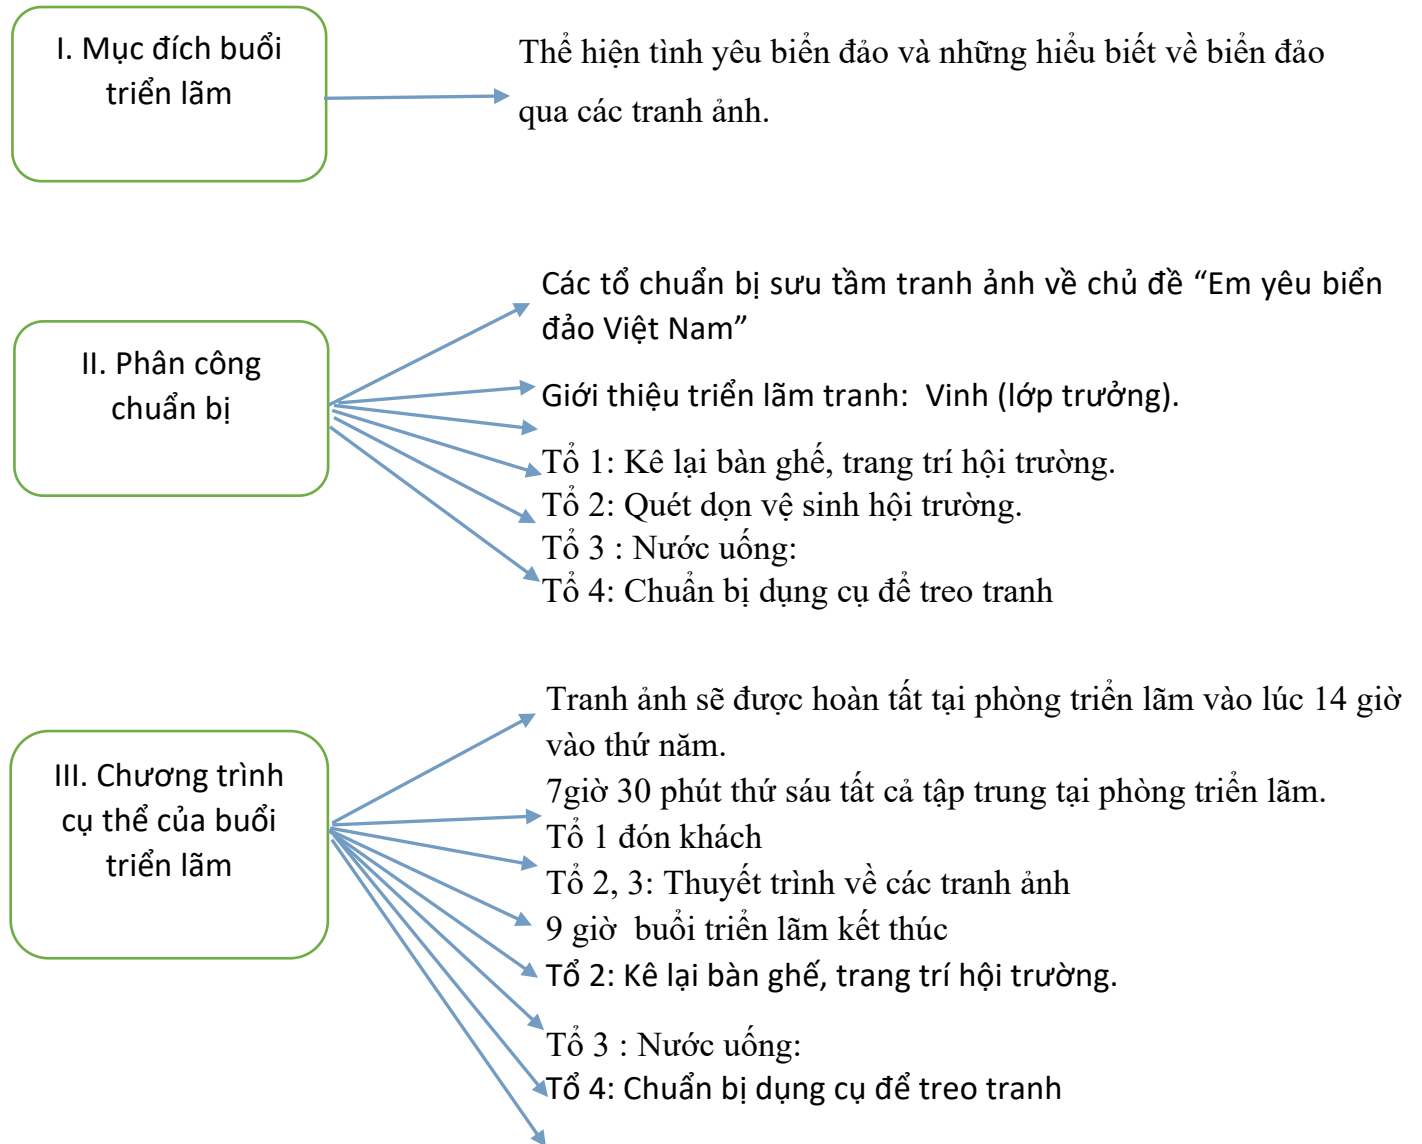 I. Mục đích buổi
triển lãm
Thể hiện tình yêu biển đảo và những hiểu biết về biển đảo
qua các tranh ảnh.
II. Phân công
chuẩn bị
Các tổ chuẩn bị sưu tầm tranh ảnh về chủ đề “Em yêu biển
đảo Việt Nam”
Giới thiệu triển lãm tranh: Vinh (lớp trưởng).
Tổ 1: Kê lại bàn ghế, trang trí hội trường.
Tổ 2: Quét dọn vệ sinh hội trường.
Tổ 3 : Nước uống:
Tổ 4: Chuẩn bị dụng cụ để treo tranh
III. Chương trình
cụ thể của buổi
triển lãm
Tranh ảnh sẽ được hoàn tất tại phòng triển lãm vào lúc 14 giờ
vào thứ năm.
7giờ 30 phút thứ sáu tất cả tập trung tại phòng triển lãm.
Tổ 1 đón khách
Tổ 2, 3: Thuyết trình về các tranh ảnh
9 giờ buổi triển lãm kết thúc
Tổ 2: Kê lại bàn ghế, trang trí hội trường.
Tổ 3 : Nước uống:
Tổ 4: Chuẩn bị dụng cụ để treo tranh